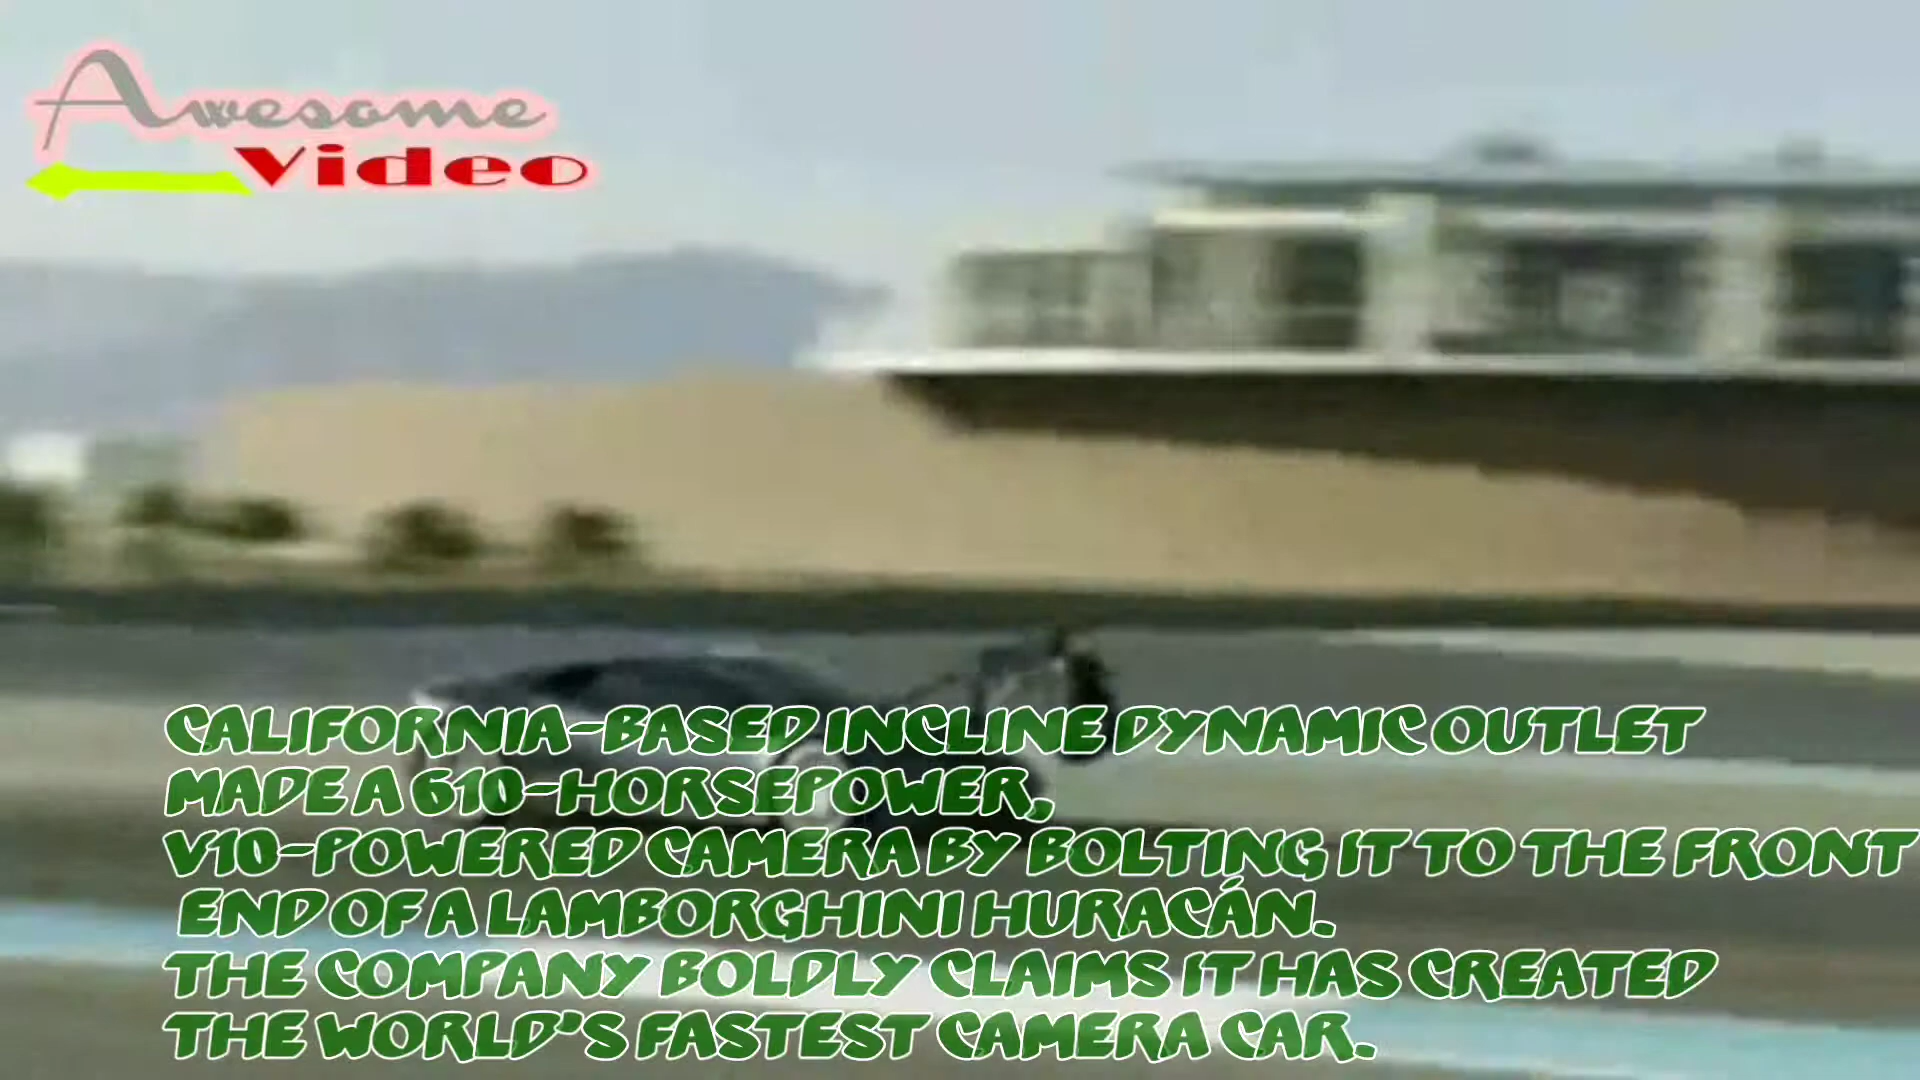 Awesome
Video
CALIFORNIA-BASED INCLINE DYNAMIC OUTLET
MADE A 610-HORSEPOWER,
V10-POWERED CAMERA BY BOLTING IT TO THE FRONT
END OF A LAMBORGHINI HURACÁN.
THE COMPANY BOLDLY CLAIMS IT HAS CREATED
THE WORLD'S FASTEST CAMERA CAR.